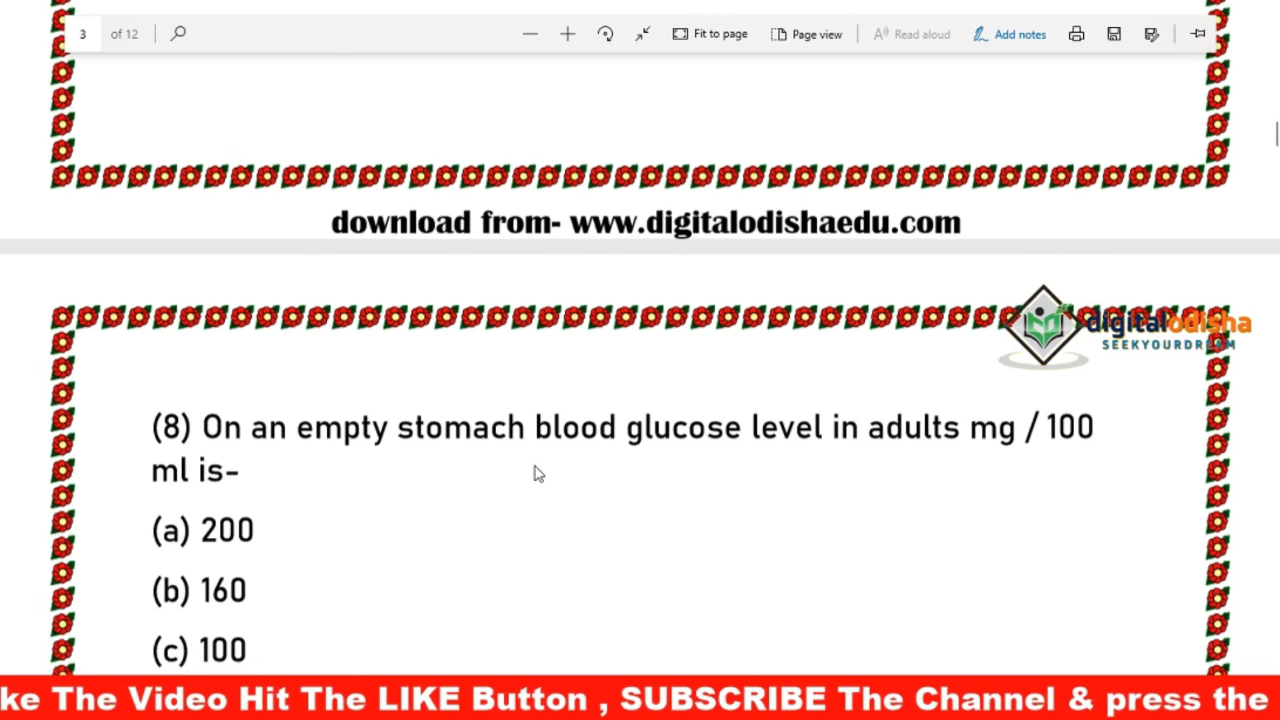 3 of 12 Fit to page Page view Read aloud Add notes
download from- www.digitalodishaedu.com
digitalodisha
SEEKYOURDREAM
(8) On an empty stomach blood glucose level in adults mg / 100
ml is-
(a) 200
(b) 160
(c) 100
ke The Video Hit The LIKE Button , SUBSCRIBE The Channel & press the